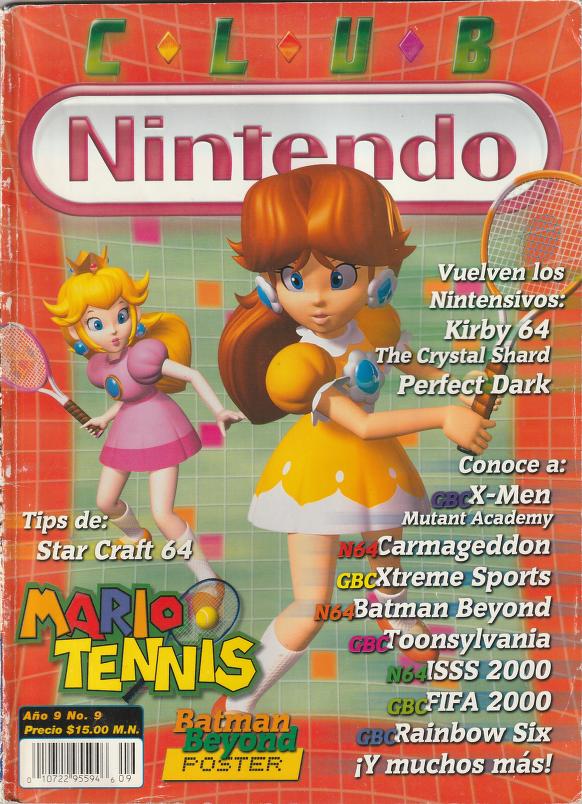 CLUB
Nintendo
Vuelven los
Nintensivos:
Kirby 64
The Crystal Shard
Perfect Dark
Conoce a:
GBC X-Men
Mutant Academy
N64 Carmageddon
GBC Xtreme Sports
N64 Batman Beyond
GBC Toonsylvania
N64 ISSS 2000
GBC FIFA 2000
GBC Rainbow Six
¡Y muchos más!
Tips de:
Star Craft 64
MARIO
TENNIS
Año 9 No. 9
Precio $15.00 M.N.
0 10722 95594 6 09
Batman
Beyond
POSTER